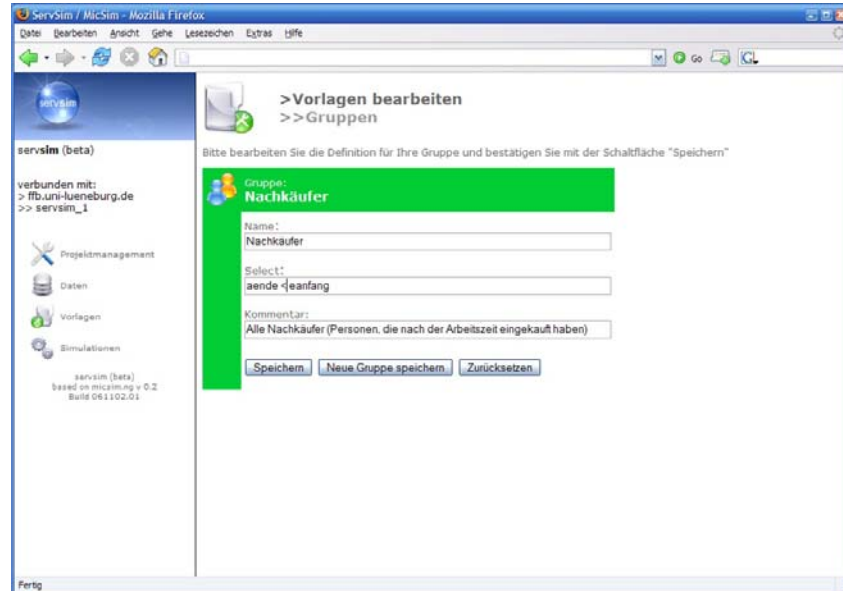 ServSim / MicSim - Mozilla Firefox
Datei Bearbeiten Ansicht Gehe Lesezeichen Extras Hilfe
Go G
servsim
>Vorlagen bearbeiten
>>Gruppen
servsim (beta)
Bitte bearbeiten Sie die Definition für Ihre Gruppe und bestätigen Sie mit der Schaltfläche "Speichern"
verbunden mit:
> ffb.uni-lueneburg.de
>> servsim_1
Gruppe:
Nachkäufer
Name:
Nachkäufer
Select:
aende <eanfang
Kommentar:
Alle Nachkäufer (Personen, die nach der Arbeitszeit eingekauft haben)
Speichern Neue Gruppe speichern Zurücksetzen
Projektmanagement
Daten
Vorlagen
Simulationen
servsim (beta)
based on micsim.ng v 0.2
Build 061102.01
Fertig